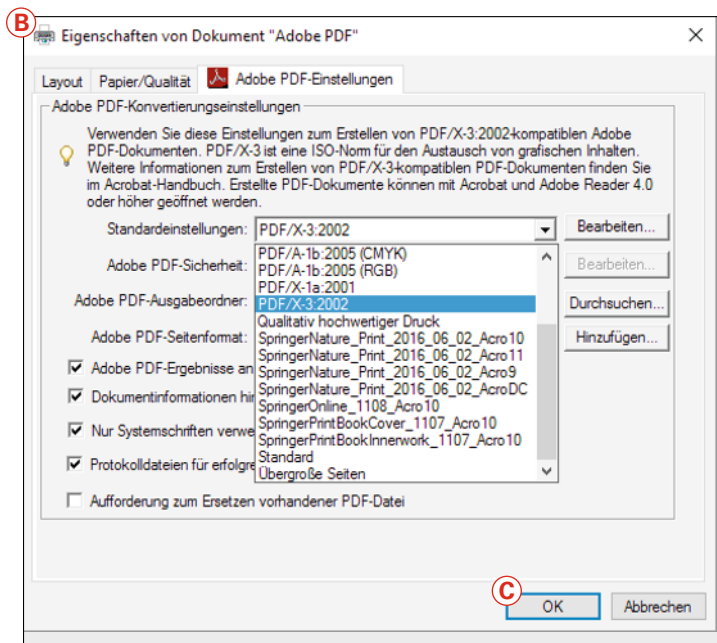 B
Eigenschaften von Dokument "Adobe PDF"
Layout Papier/Qualität Adobe PDF-Einstellungen
Adobe PDF-Konvertierungseinstellungen
Verwenden Sie diese Einstellungen zum Erstellen von PDF/X-3:2002-kompatiblen Adobe
PDF-Dokumenten. PDF/X-3 ist eine ISO-Norm für den Austausch von grafischen Inhalten.
Weitere Informationen zum Erstellen von PDF/X-3-kompatiblen PDF-Dokumenten finden Sie
im Acrobat-Handbuch. Erstellte PDF-Dokumente können mit Acrobat und Adobe Reader 4.0
oder höher geöffnet werden.
Standardeinstellungen: PDF/X-3:2002 Bearbeiten...
Adobe PDF-Sicherheit: Bearbeiten...
Adobe PDF-Ausgabeordner: Durchsuchen...
Adobe PDF-Seitenformat: Hinzufügen...
PDF/A-1b:2005 (CMYK)
PDF/A-1b:2005 (RGB)
PDF/X-1a:2001
PDF/X-3:2002
Qualitativ hochwertiger Druck
SpringerNature_Print_2016_06_02_Acro10
SpringerNature_Print_2016_06_02_Acro11
SpringerNature_Print_2016_06_02_Acro9
SpringerNature_Print_2016_06_02_AcroDC
SpringerOnline_1108_Acro10
SpringerPrintBookCover_1107_Acro10
SpringerPrintBookInnerwork_1107_Acro10
Standard
Übergroße Seiten
Adobe PDF-Ergebnisse an
Dokumentinformationen hin
Nur Systemschriften verwe
Protokolldateien für erfolgre
Aufforderung zum Ersetzen vorhandener PDF-Datei
C
OK Abbrechen